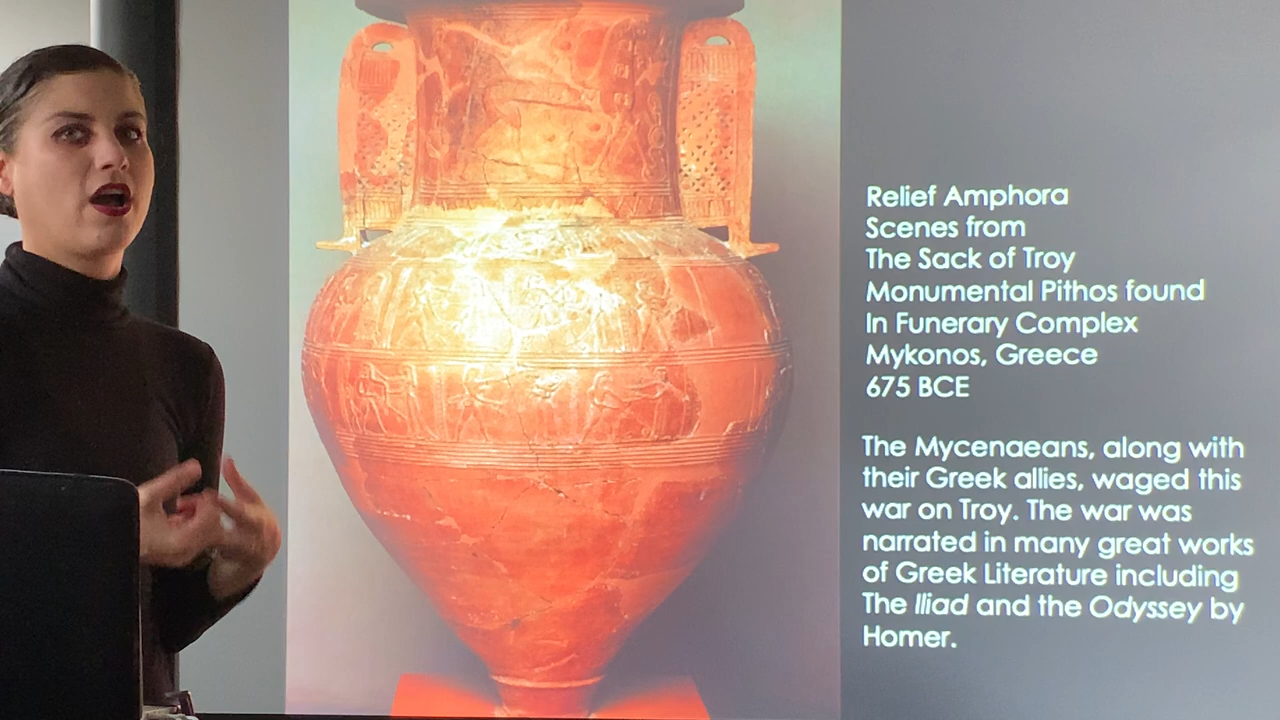 Relief Amphora
Scenes from
The Sack of Troy
Monumental Pithos found
In Funerary Complex
Mykonos, Greece
675 BCE
The Mycenaeans, along with
their Greek allies, waged this
war on Troy. The war was
narrated in many great works
of Greek Literature including
The Iliad and the Odyssey by
Homer.